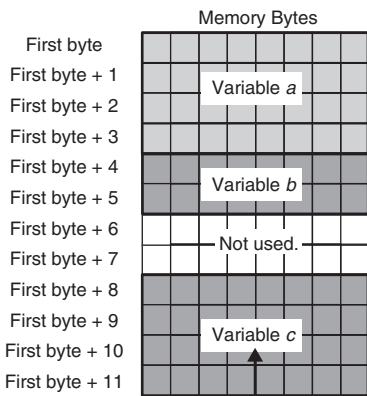 Memory Bytes
First byte
First byte + 1
Variable a
First byte + 2
First byte + 3
First byte + 4
Variable b
First byte + 5
First byte + 6
Not used.
First byte + 7
First byte + 8
First byte + 9
Variable c
First byte + 10
First byte + 11